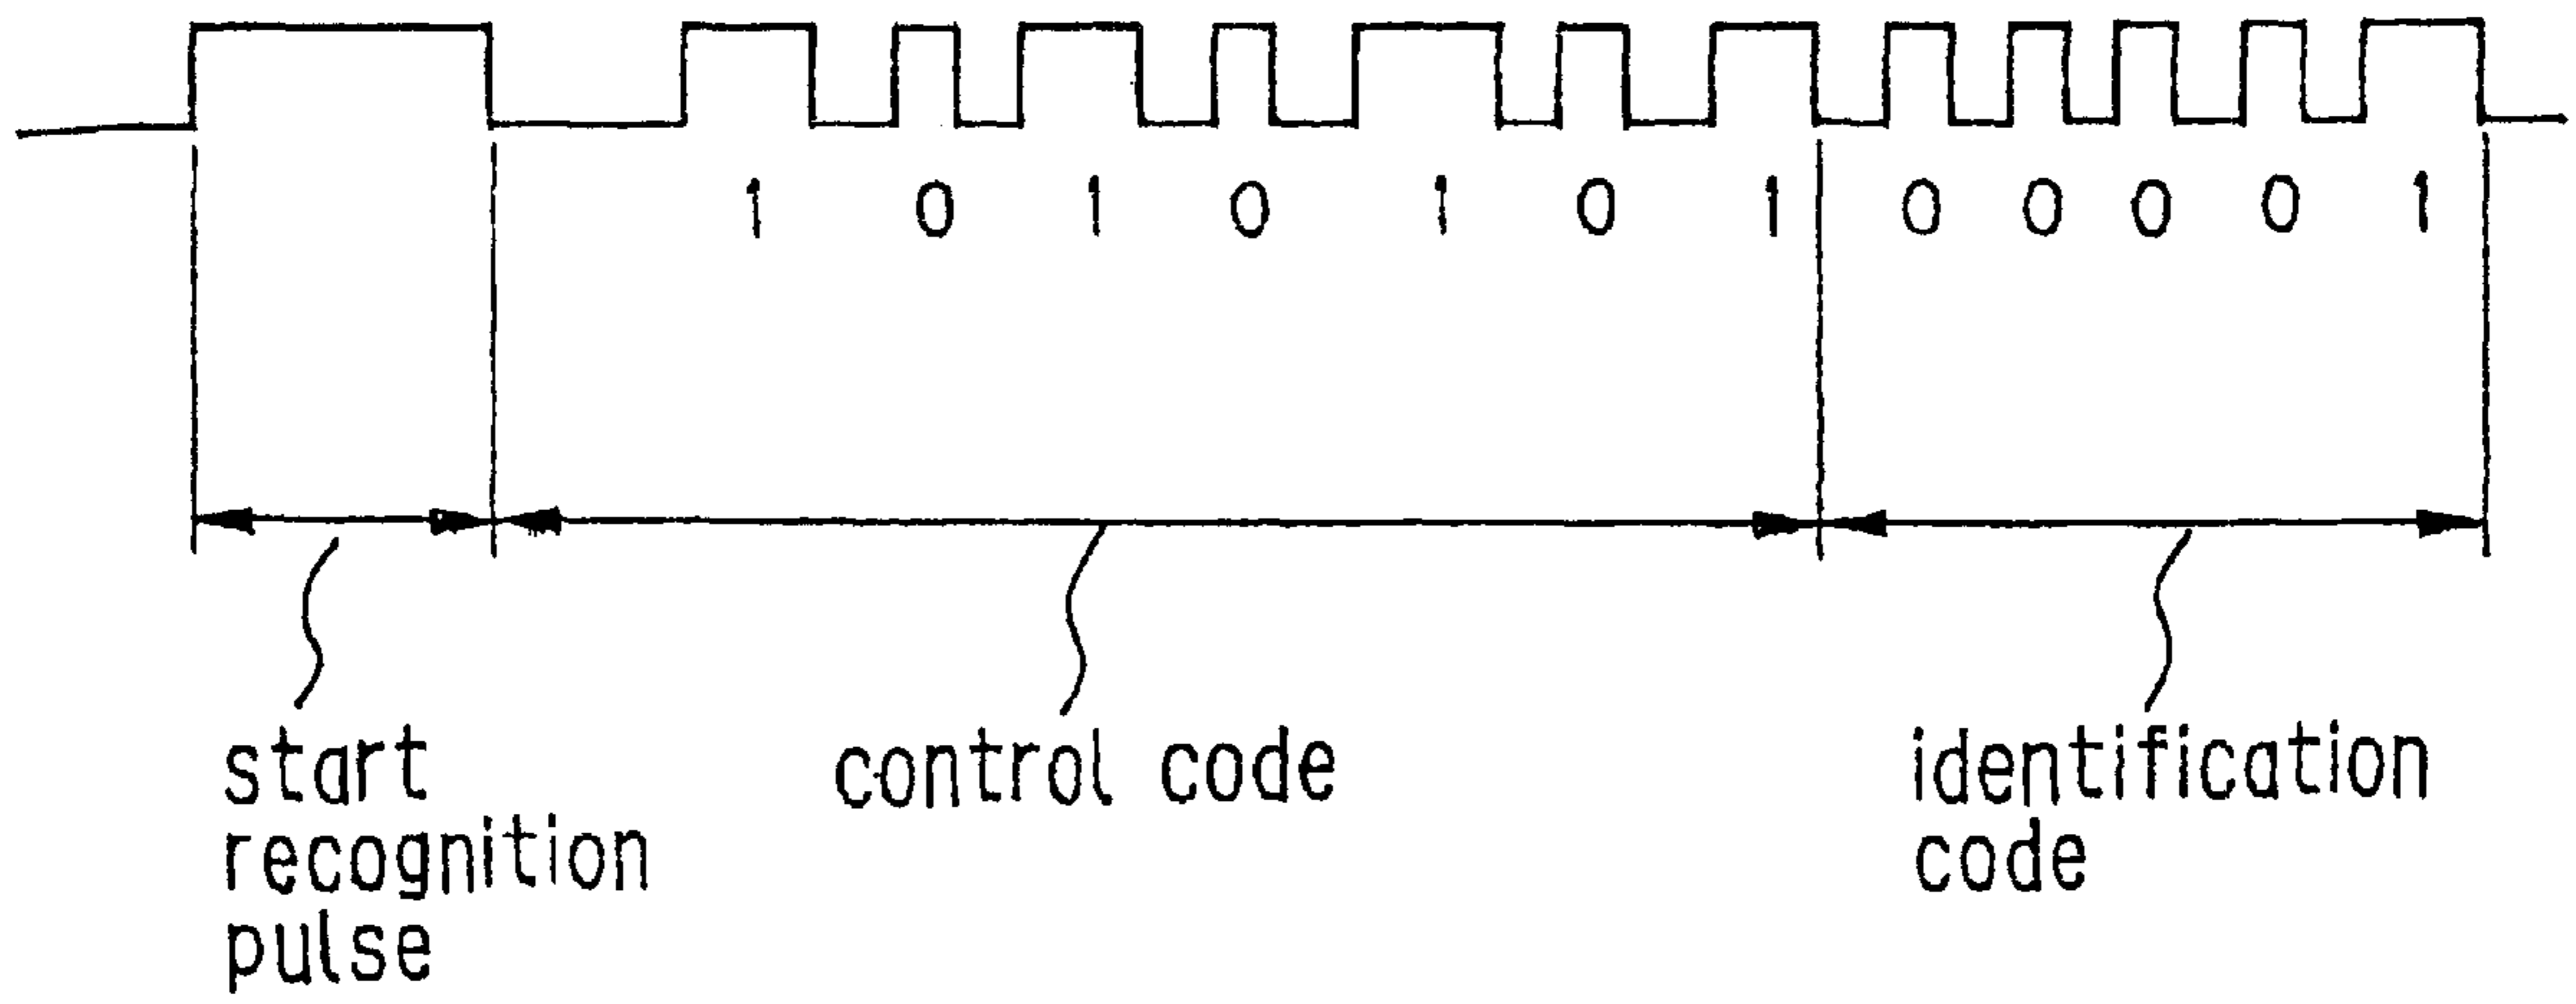 1 0 1 0 1 0 1 0 0 0 0 1
start recognition pulse
control code
identification code